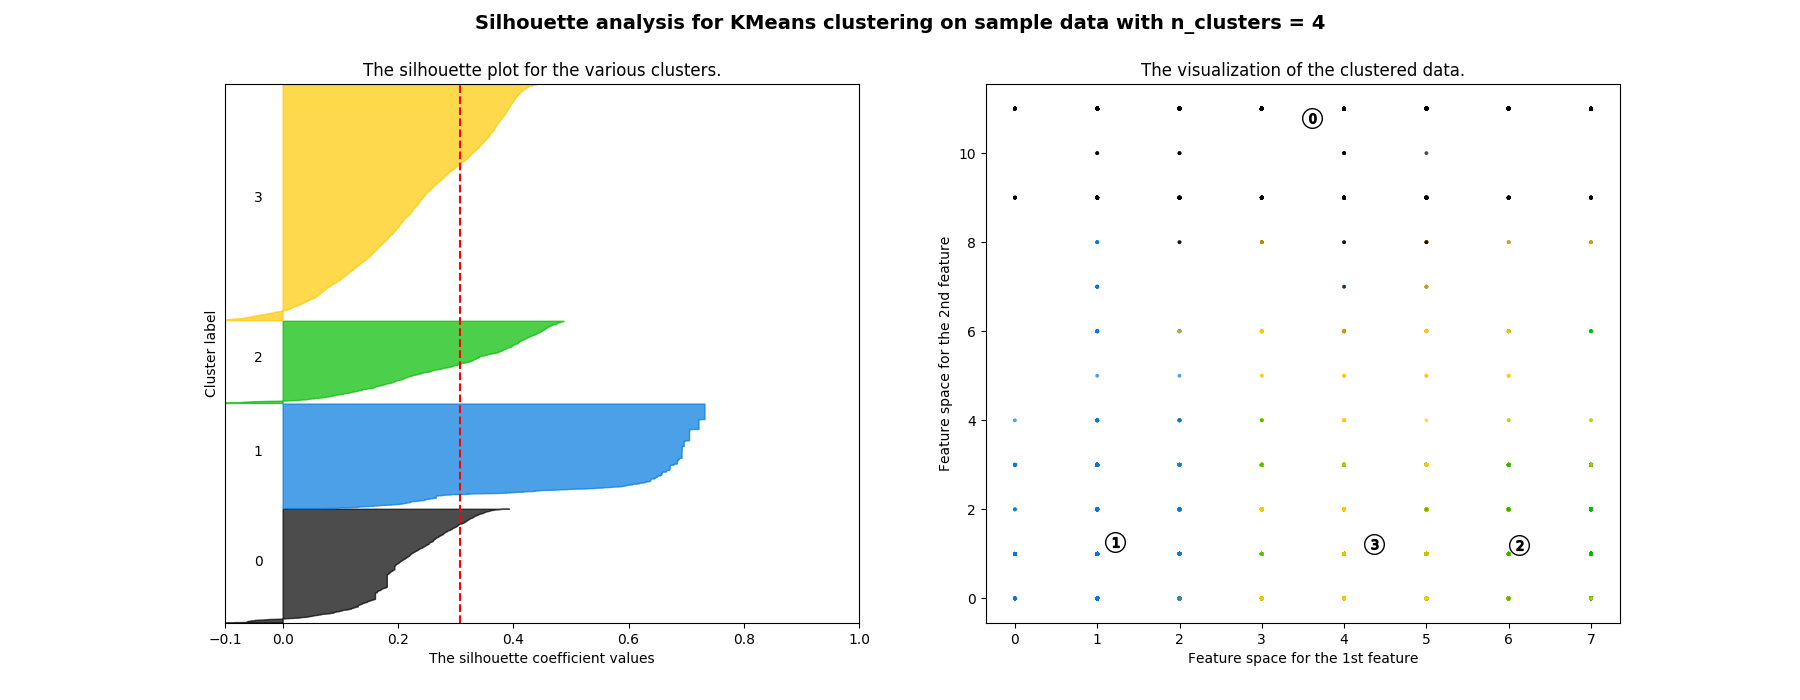 Silhouette analysis for KMeans clustering on sample data with n_clusters = 4
The silhouette plot for the various clusters.
3
2
1
0
Cluster label
−0.1 0.0 0.2 0.4 0.6 0.8 1.0
The silhouette coefficient values
The visualization of the clustered data.
0
1
3
2
10
8
6
4
2
0
Feature space for the 2nd feature
0 1 2 3 4 5 6 7
Feature space for the 1st feature